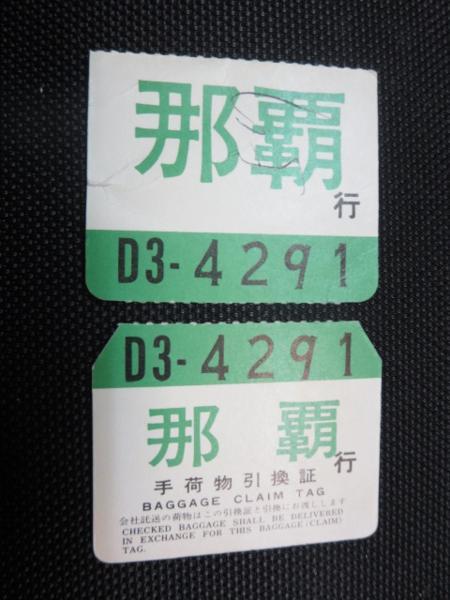 那覇
行
D3-4291
D3-4291
那覇
行
手荷物引換証
BAGGAGE CLAIM TAG
会社託送の荷物はこの引換証と引換にお渡しします
CHECKED BAGGAGE SHALL BE DELIVERED
IN EXCHANGE FOR THIS BAGGAGE (CLAIM)
TAG.